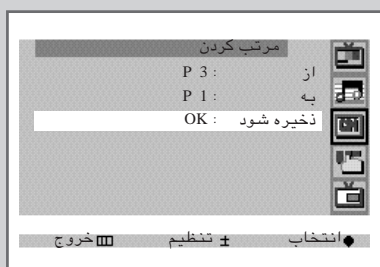 مرتب کردن
از : P 3
به : P 1
ذخیره شود : OK
انتخاب ± تنظیم خروج